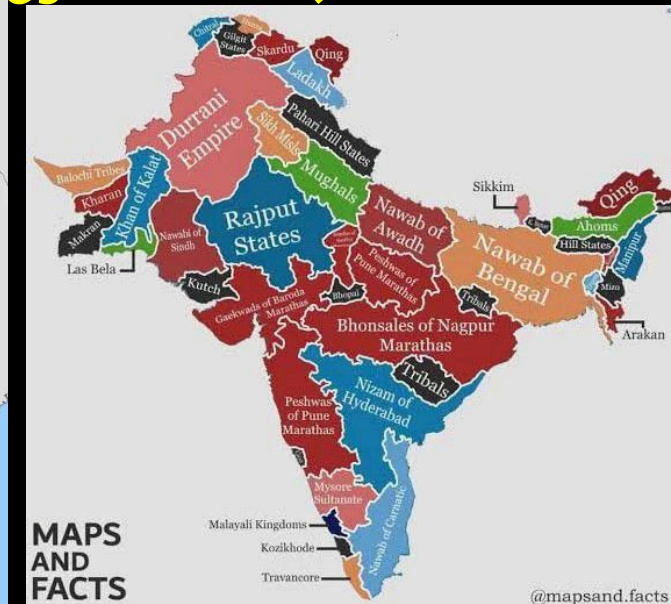 Chitral
Hunza
Gilgit
States
Skardu
Qing
Ladakh
Durrani
Empire
Pahari Hill States
Sikh Misls
Mughals
Balochi Tribes
Kharan
Makran
Khan of Kalat
Las Bela
Nawabi of
Sindh
Rajput
States
Nawab of
Awadh
Sikkim
Qing
Ahoms
Hill States
Manipur
Nawab of
Bengal
Mizo
Arakan
Kutch
Gaekwads of Baroda
Marathas
Peshwas of
Pune Marathas
Bhopal
Tribals
Bhonsales of Nagpur
Marathas
Tribals
Nizam of
Hyderabad
Peshwas
of Pune
Marathas
Mysore
Sultanate
Malayali Kingdoms
Kozikhode
Travancore
Nawab of Carnatic
MAPS
AND
FACTS
@mapsand.facts